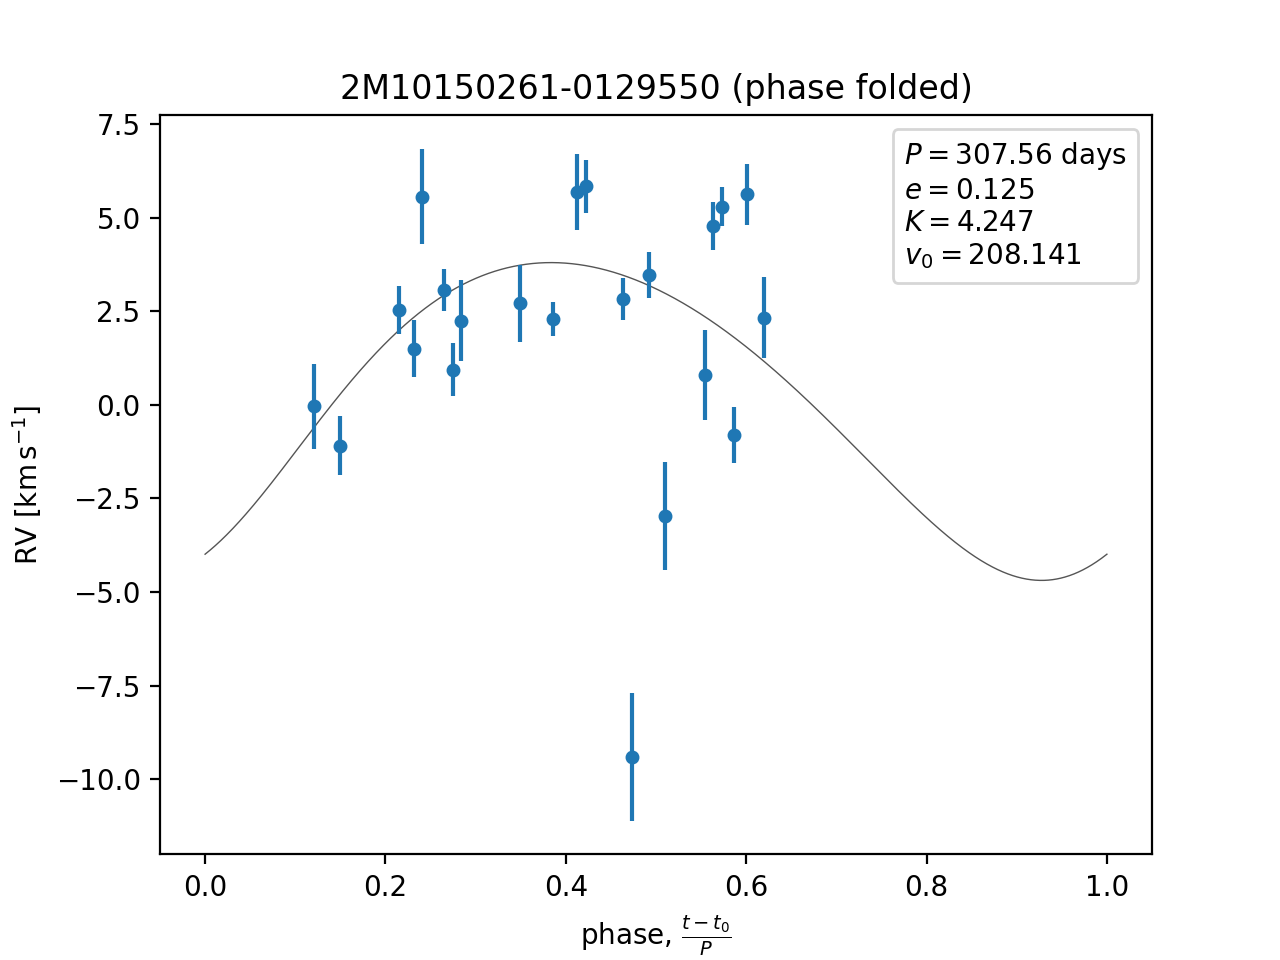 2M10150261-0129550 (phase folded)
P = 307.56 days
e = 0.125
K = 4.247
v₀ = 208.141
RV [km s⁻¹]
7.5
5.0
2.5
0.0
−2.5
−5.0
−7.5
−10.0
0.0 0.2 0.4 0.6 0.8 1.0
phase, (t − t₀)/P